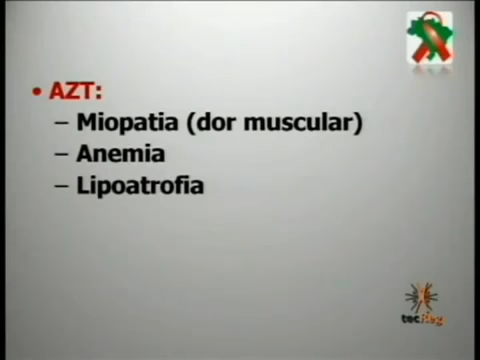 • AZT:
– Miopatia (dor muscular)
– Anemia
– Lipoatrofia